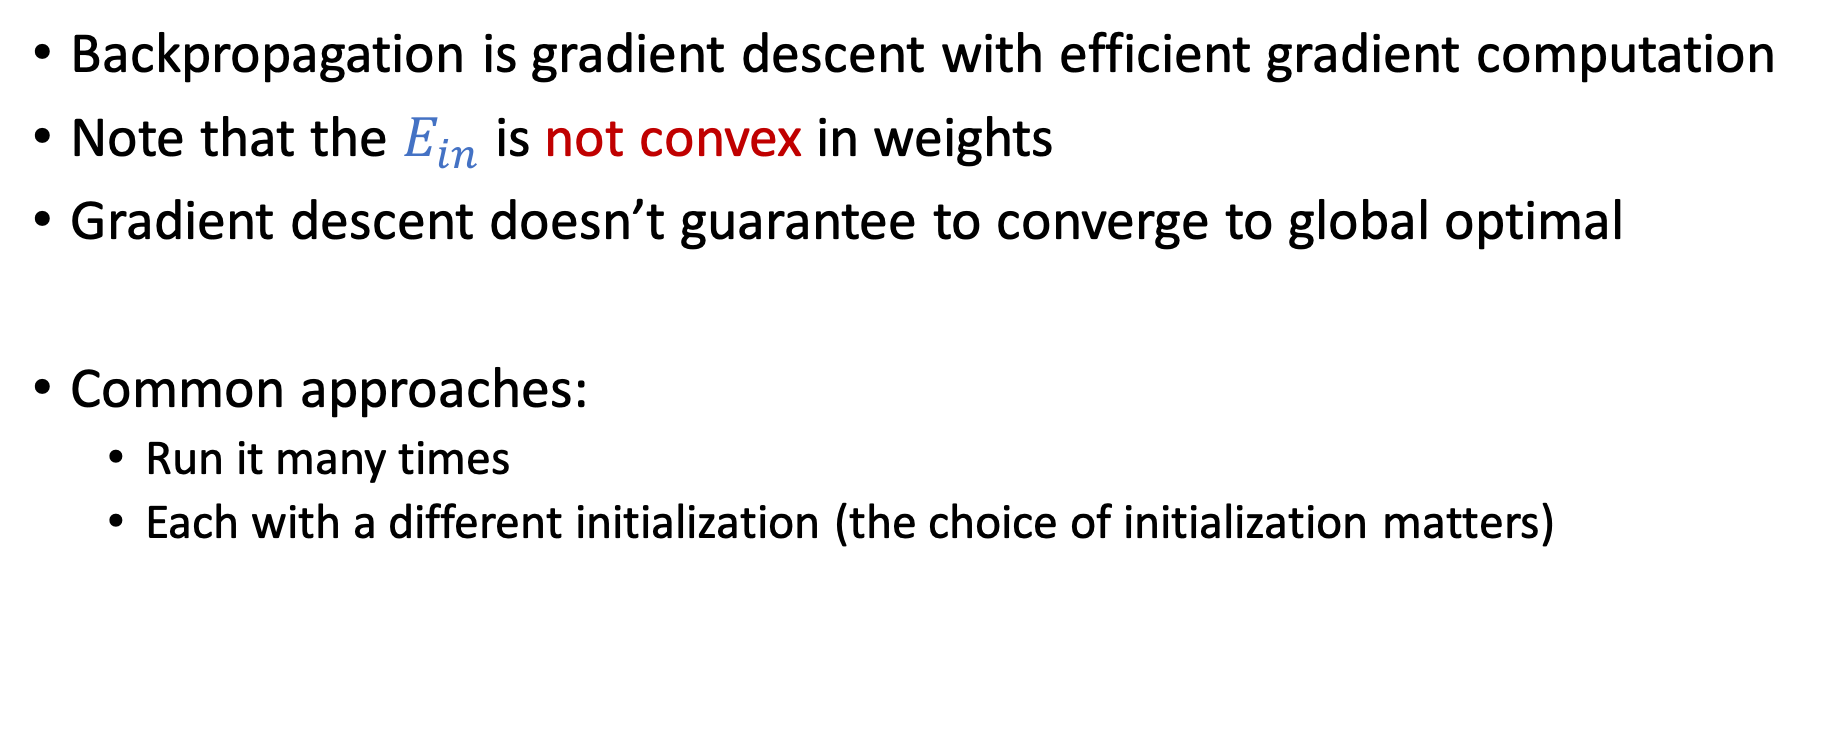 • Backpropagation is gradient descent with efficient gradient computation
• Note that the E_in is not convex in weights
• Gradient descent doesn’t guarantee to converge to global optimal
• Common approaches:
• Run it many times
• Each with a different initialization (the choice of initialization matters)